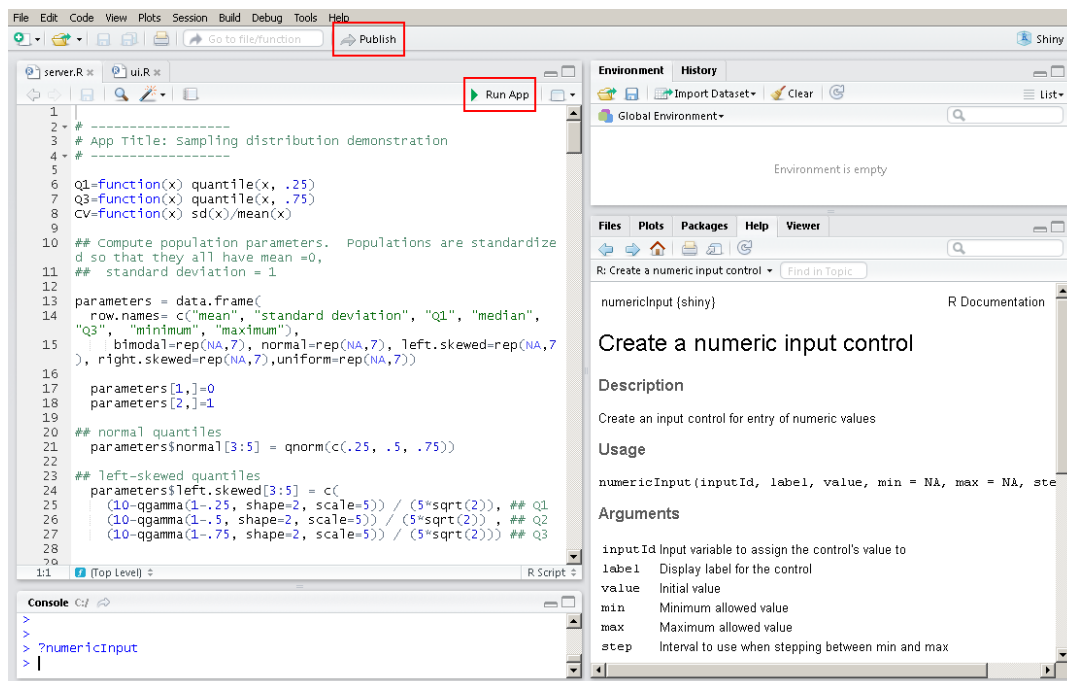 File Edit Code View Plots Session Build Debug Tools Help
Go to file/function
Publish
Shiny
server.R
ui.R
Run App
1
2 # ------------------
3 # App Title: Sampling distribution demonstration
4 # ------------------
5
6 Q1=function(x) quantile(x, .25)
7 Q3=function(x) quantile(x, .75)
8 CV=function(x) sd(x)/mean(x)
9
10 ## Compute population parameters.  Populations are standardize
d so that they all have mean =0,
11 ##  standard deviation = 1
12
13 parameters = data.frame(
14 row.names= c("mean", "standard deviation", "Q1", "median",
"Q3",  "minimum", "maximum"),
15 bimodal=rep(NA,7), normal=rep(NA,7), left.skewed=rep(NA,7
), right.skewed=rep(NA,7),uniform=rep(NA,7))
16
17 parameters[1,]=0
18 parameters[2,]=1
19
20 ## normal quantiles
21 parameters$normal[3:5] = qnorm(c(.25, .5, .75))
22
23 ## left-skewed quantiles
24 parameters$left.skewed[3:5] = c(
25 (10-qgamma(1-.25, shape=2, scale=5)) / (5*sqrt(2)), ## Q1
26 (10-qgamma(1-.5, shape=2, scale=5)) / (5*sqrt(2)) , ## Q2
27 (10-qgamma(1-.75, shape=2, scale=5)) / (5*sqrt(2))) ## Q3
28
29
1:1 (Top Level) R Script
Console C:/
>
>
> ?numericInput
>
Environment History
Import Dataset Clear List
Global Environment
Environment is empty
Files Plots Packages Help Viewer
R: Create a numeric input control Find in Topic
numericInput {shiny} R Documentation
Create a numeric input control
Description
Create an input control for entry of numeric values
Usage
numericInput(inputId, label, value, min = NA, max = NA, ste
Arguments
inputId Input variable to assign the control's value to
label Display label for the control
value Initial value
min Minimum allowed value
max Maximum allowed value
step Interval to use when stepping between min and max